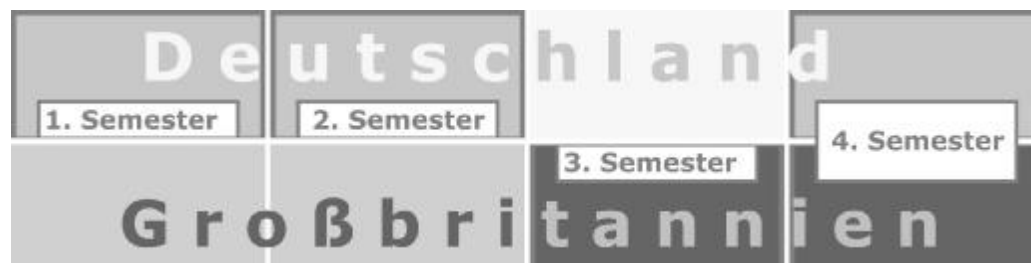 Deutschland
1. Semester
2. Semester
3. Semester
4. Semester
Großbritannien